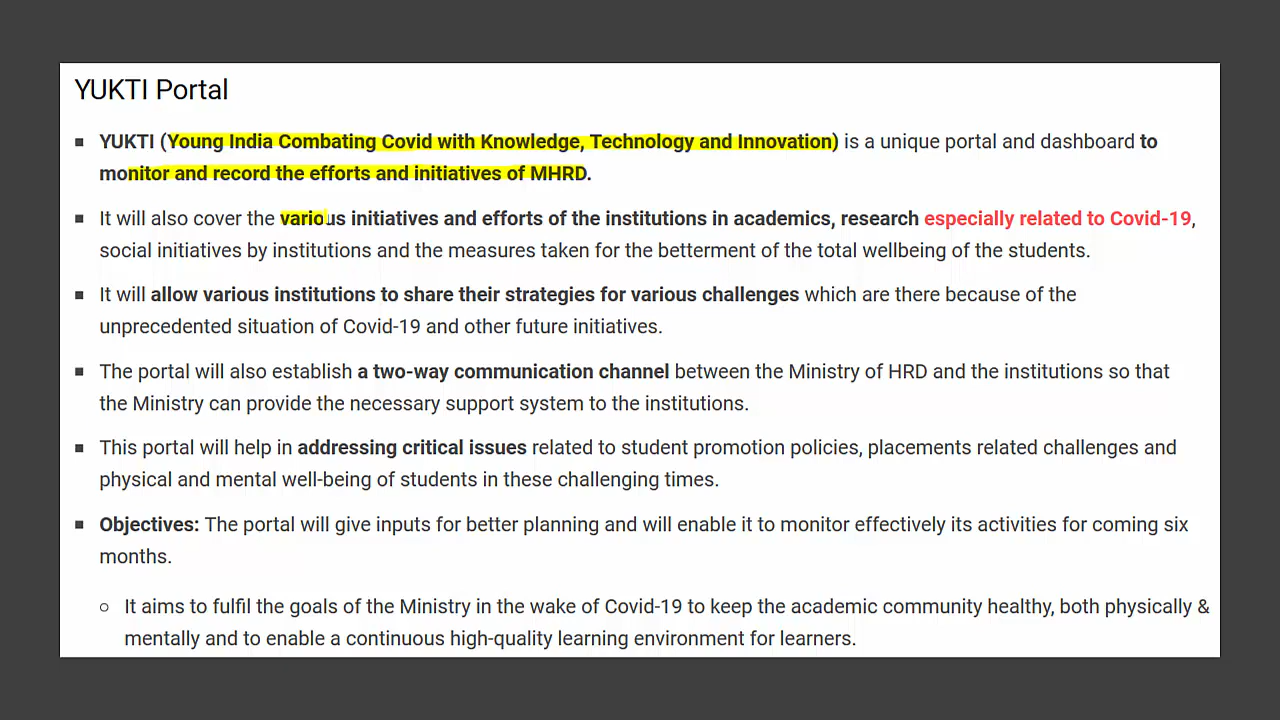 YUKTI Portal
▪ YUKTI (Young India Combating Covid with Knowledge, Technology and Innovation) is a unique portal and dashboard to
monitor and record the efforts and initiatives of MHRD.
▪ It will also cover the various initiatives and efforts of the institutions in academics, research especially related to Covid-19,
social initiatives by institutions and the measures taken for the betterment of the total wellbeing of the students.
▪ It will allow various institutions to share their strategies for various challenges which are there because of the
unprecedented situation of Covid-19 and other future initiatives.
▪ The portal will also establish a two-way communication channel between the Ministry of HRD and the institutions so that
the Ministry can provide the necessary support system to the institutions.
▪ This portal will help in addressing critical issues related to student promotion policies, placements related challenges and
physical and mental well-being of students in these challenging times.
▪ Objectives: The portal will give inputs for better planning and will enable it to monitor effectively its activities for coming six
months.
○ It aims to fulfil the goals of the Ministry in the wake of Covid-19 to keep the academic community healthy, both physically &
mentally and to enable a continuous high-quality learning environment for learners.